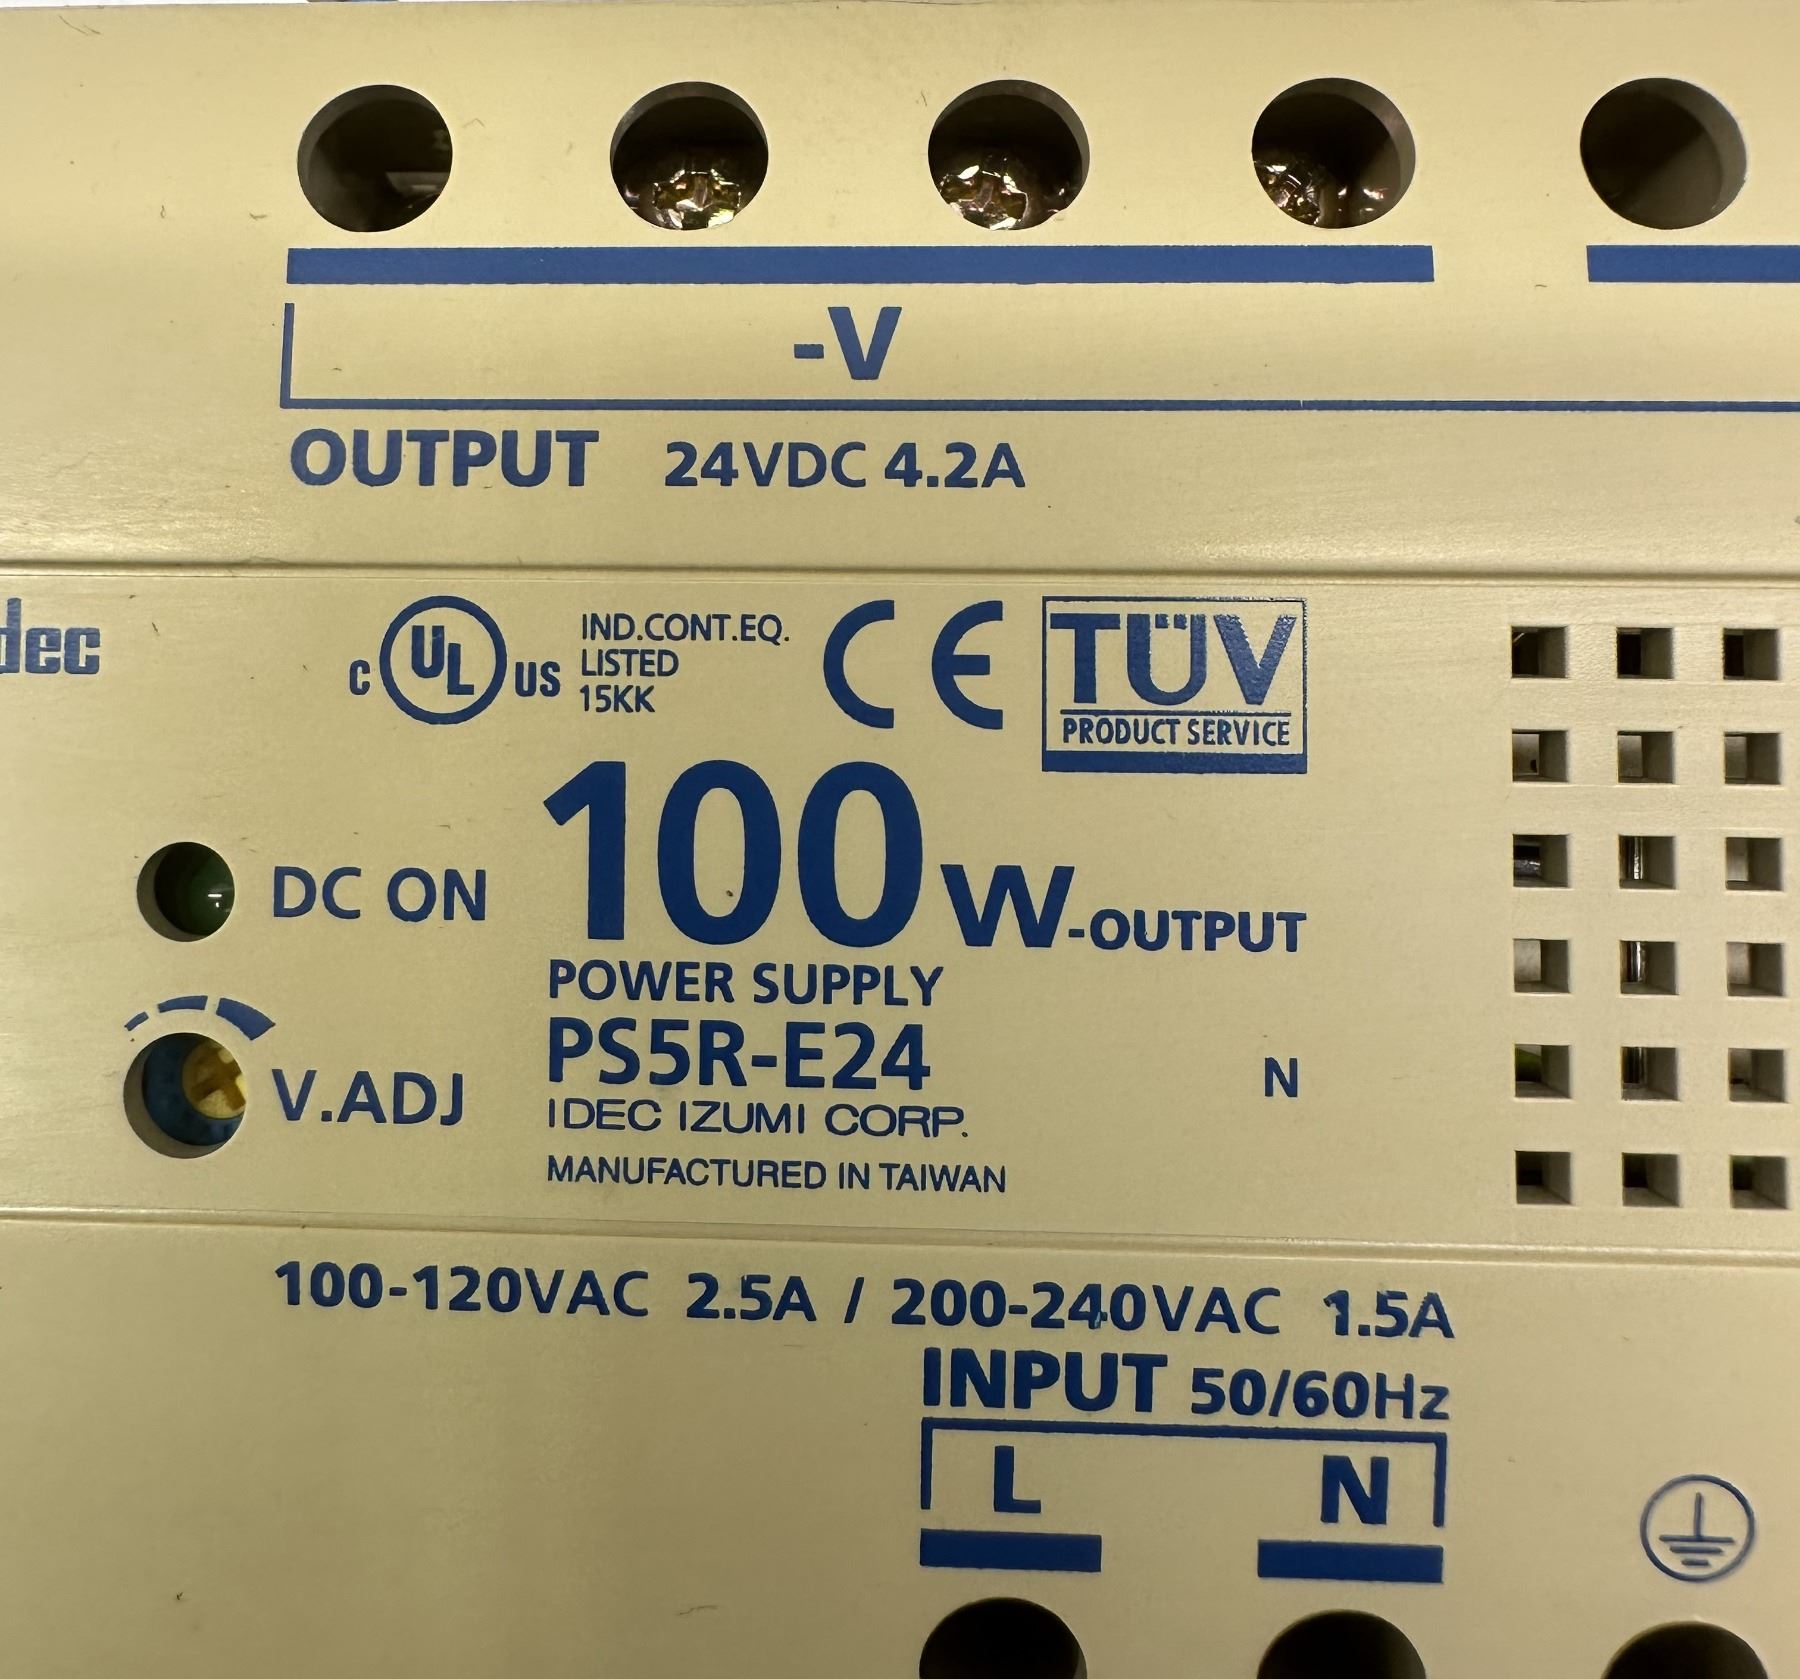 -V
OUTPUT 24VDC 4.2A
dec
C UL US
IND.CONT.EQ.
LISTED
15KK
CE
TÜV
PRODUCT SERVICE
DC ON
100W-OUTPUT
POWER SUPPLY
PS5R-E24
N
V.ADJ
IDEC IZUMI CORP.
MANUFACTURED IN TAIWAN
100-120VAC 2.5A / 200-240VAC 1.5A
INPUT 50/60Hz
L N